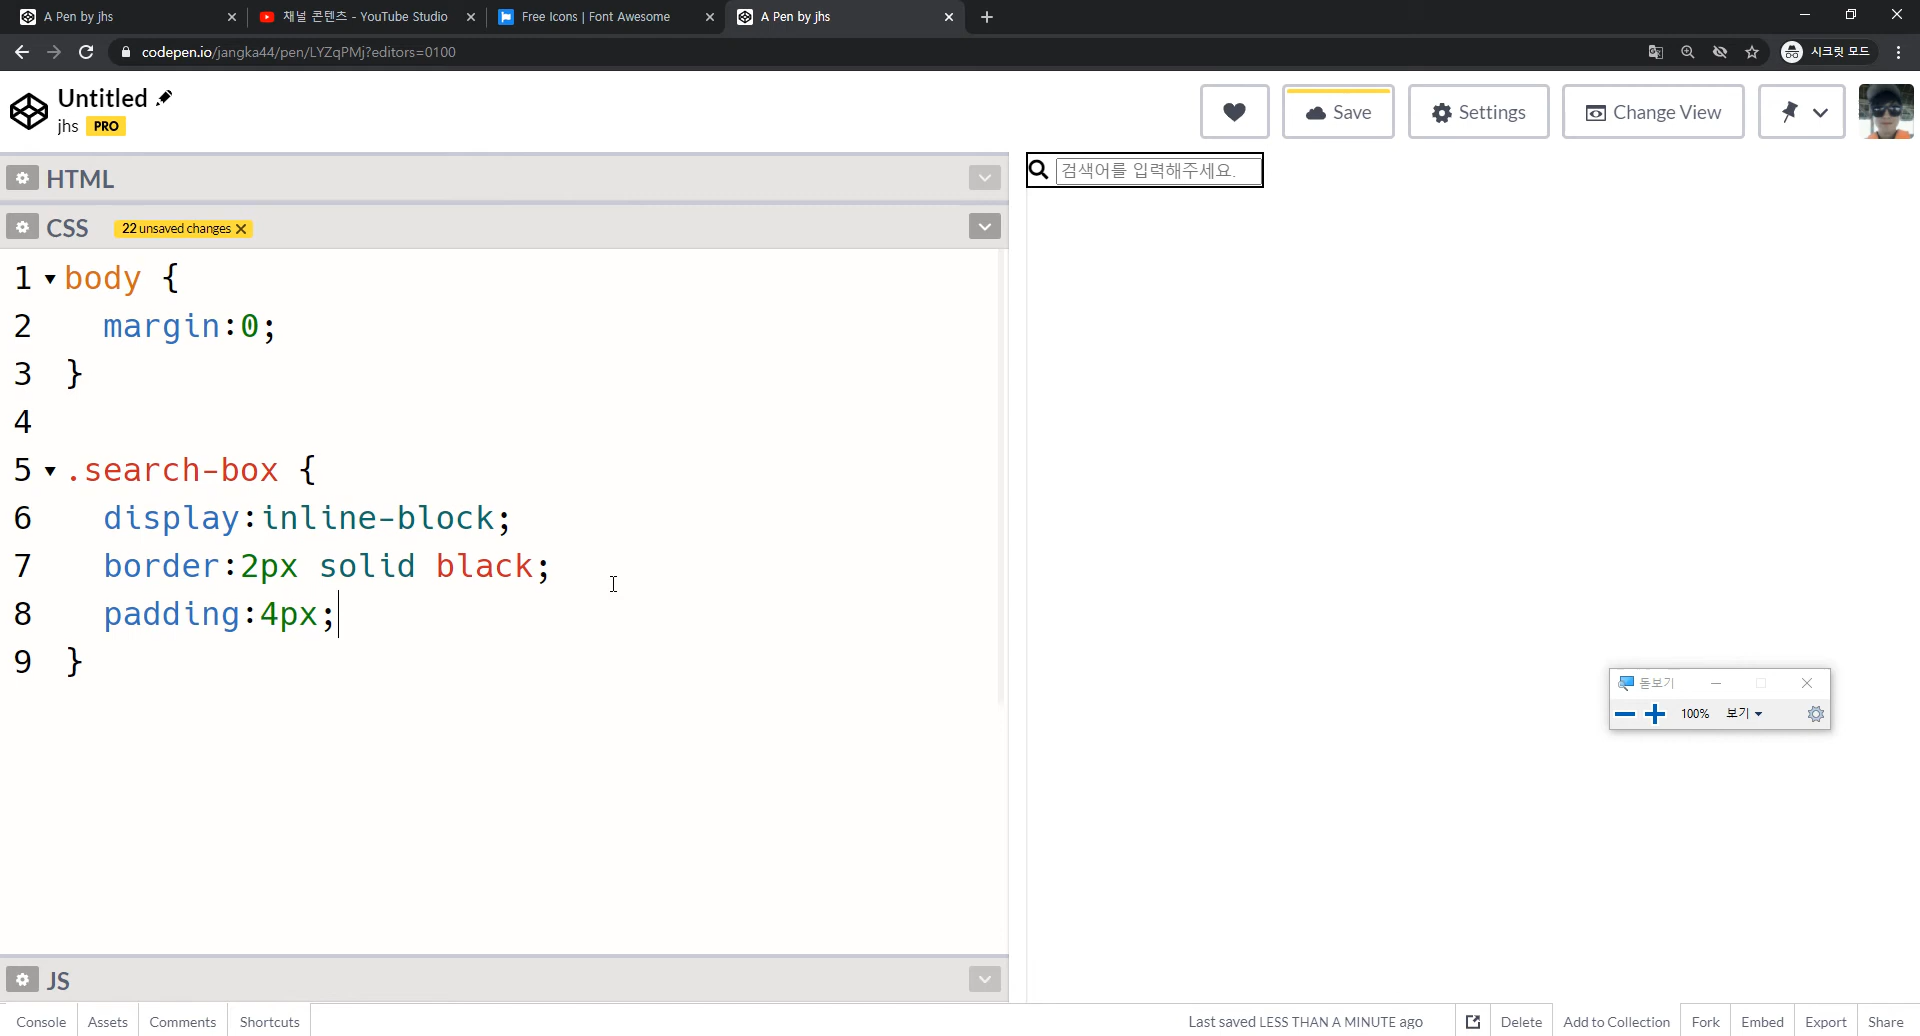 A Pen by jhs
채널 콘텐츠 - YouTube Studio
Free Icons | Font Awesome
A Pen by jhs
codepen.io/jangka44/pen/LYZqPMj?editors=0100
시크릿 모드
Untitled
jhs PRO
Save
Settings
Change View
HTML
검색어를 입력해주세요.
CSS 22 unsaved changes
1 body {
2 margin:0;
3 }
4
5 .search-box {
6 display:inline-block;
7 border:2px solid black;
8 padding:4px;
9 }
돋보기
100% 보기
JS
Console Assets Comments Shortcuts
Last saved LESS THAN A MINUTE ago
Delete Add to Collection Fork Embed Export Share